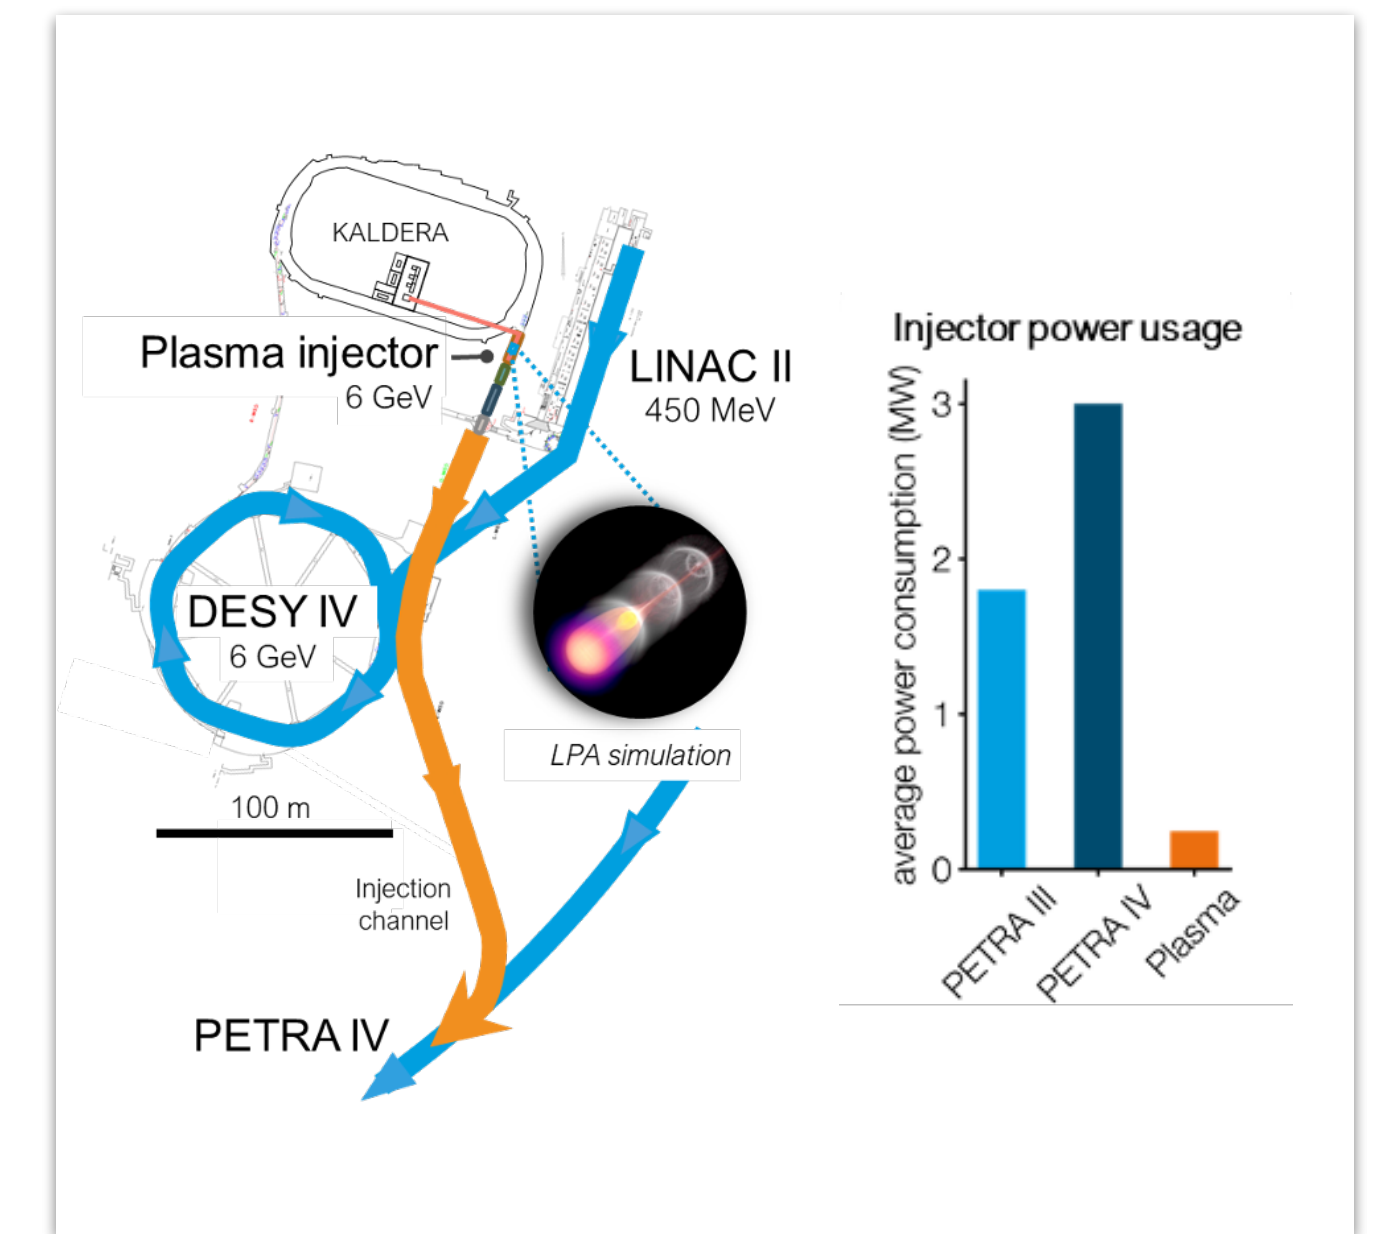 KALDERA
Plasma injector
6 GeV
LINAC II
450 MeV
DESY IV
6 GeV
LPA simulation
100 m
Injection
channel
PETRA IV
Injector power usage
average power consumption (MW)
3
2
1
0
PETRA III
PETRA IV
Plasma